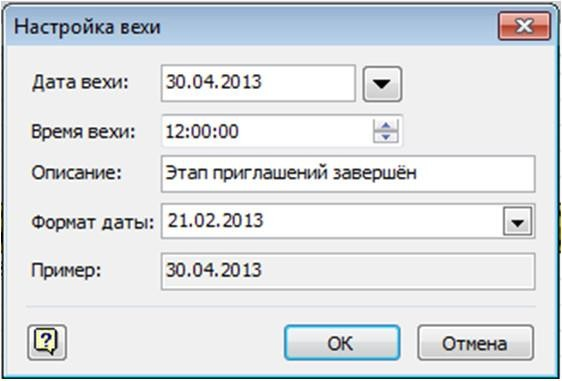 Настройка вехи
Дата вехи: 30.04.2013
Время вехи: 12:00:00
Описание: Этап приглашений завершён
Формат даты: 21.02.2013
Пример: 30.04.2013
? ОК Отмена